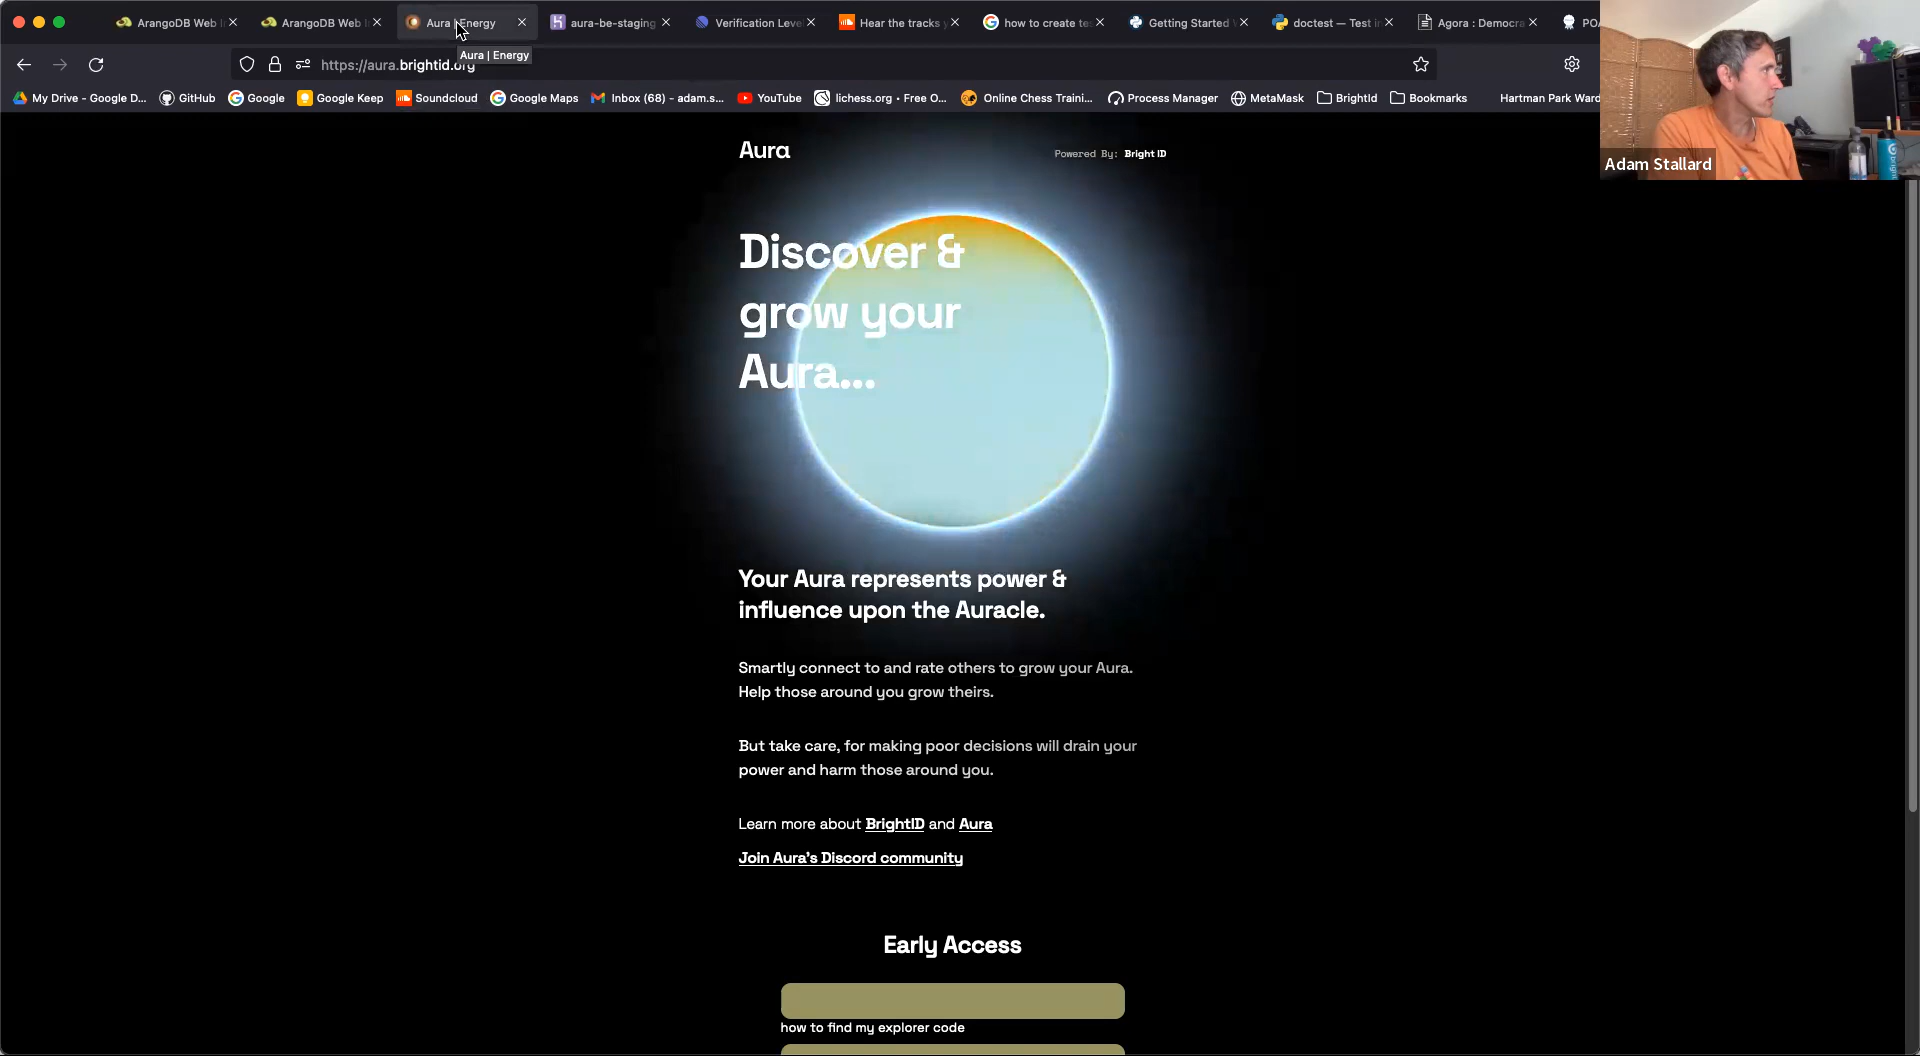 ArangoDB Web I
ArangoDB Web I
Aura | Energy
aura-be-staging
Verification Leve
Hear the tracks y
how to create te
Getting Started
doctest — Test i
Agora : Democra
POA
Aura | Energy
https://aura.brightid.org
My Drive - Google D...
GitHub
Google
Google Keep
Soundcloud
Google Maps
Inbox (68) - adam.s...
YouTube
lichess.org • Free O...
Online Chess Traini...
Process Manager
MetaMask
BrightId
Bookmarks
Hartman Park Ward
Adam Stallard
Aura
Powered By: Bright ID
Discover &
grow your
Aura...
Your Aura represents power &
influence upon the Auracle.
Smartly connect to and rate others to grow your Aura.
Help those around you grow theirs.
But take care, for making poor decisions will drain your
power and harm those around you.
Learn more about BrightID and Aura
Join Aura's Discord community
Early Access
how to find my explorer code